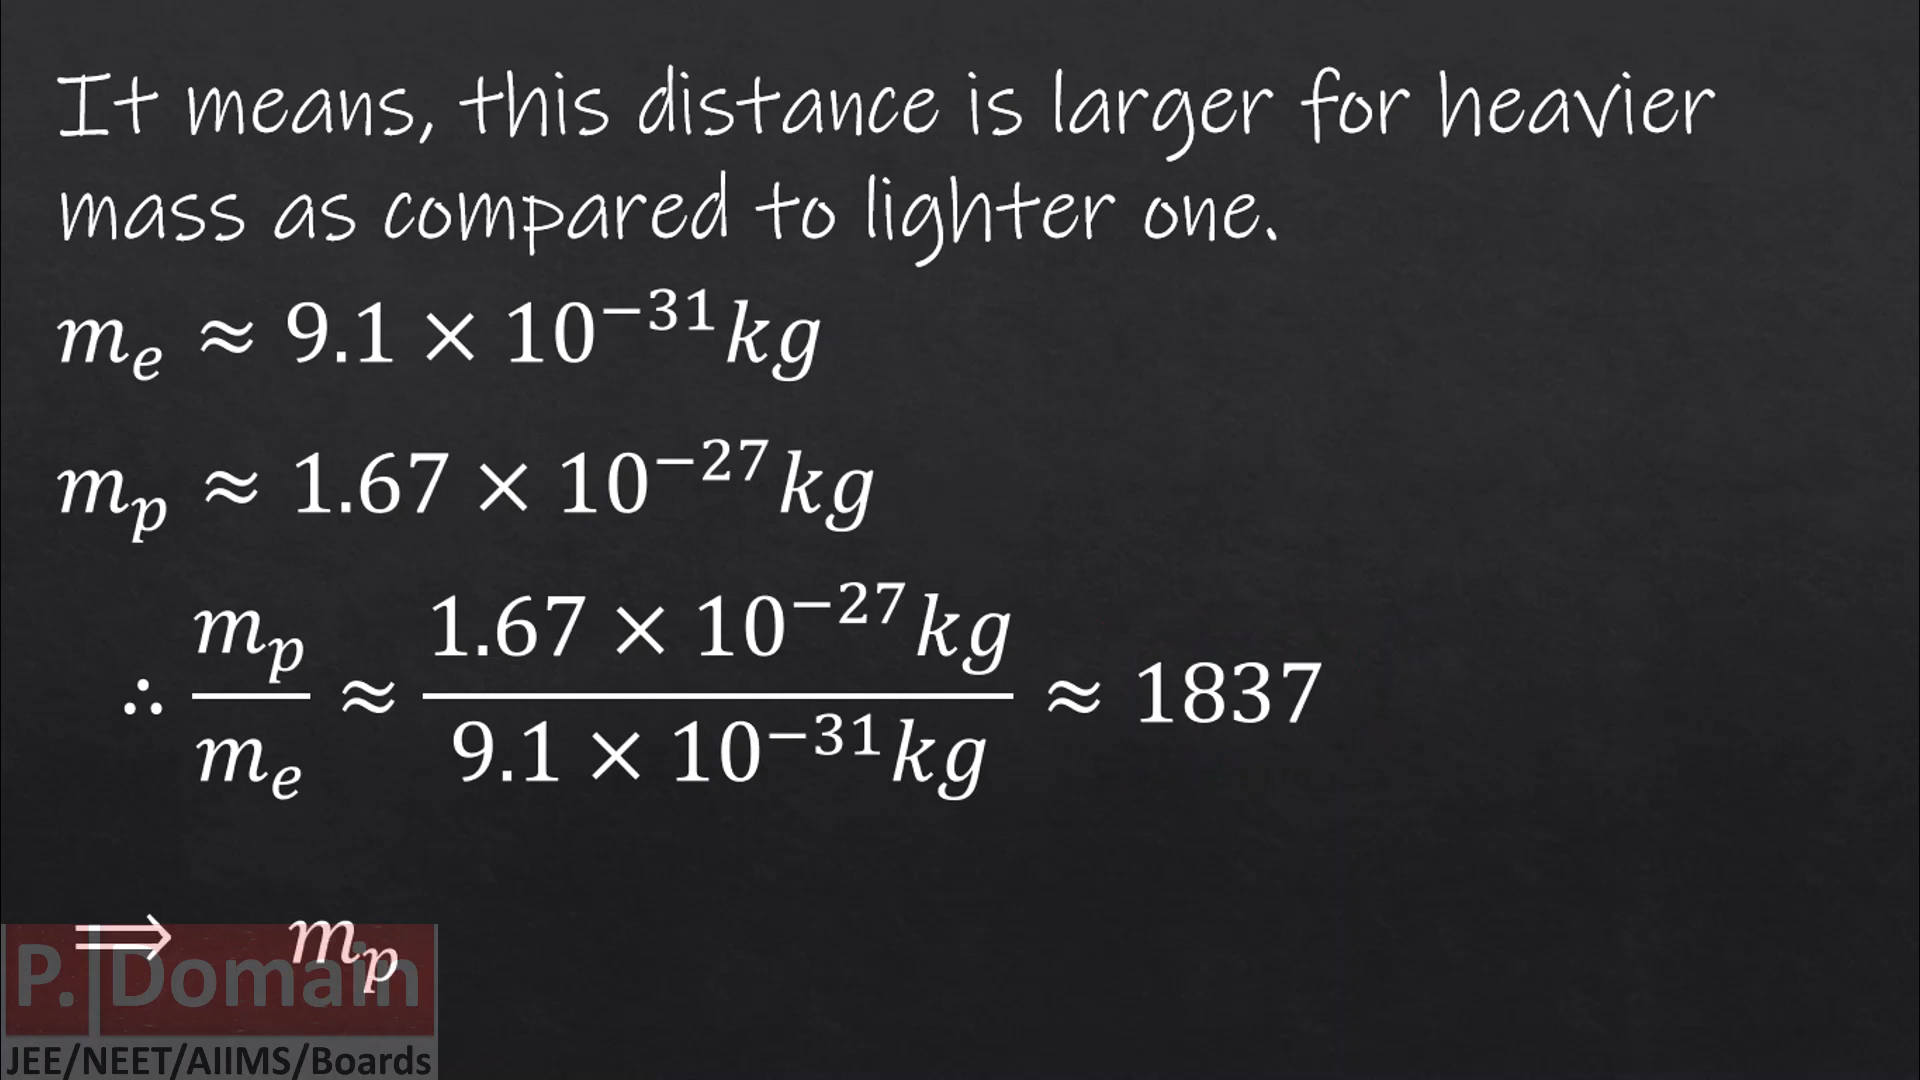 It means, this distance is larger for heavier
mass as compared to lighter one.
mₑ ≈ 9.1 × 10⁻³¹kg
mₚ ≈ 1.67 × 10⁻²⁷kg
∴ mₚ/mₑ ≈ 1.67 × 10⁻²⁷kg / 9.1 × 10⁻³¹kg ≈ 1837
⟹ mₚ
P. Domain
JEE/NEET/AIIMS/Boards